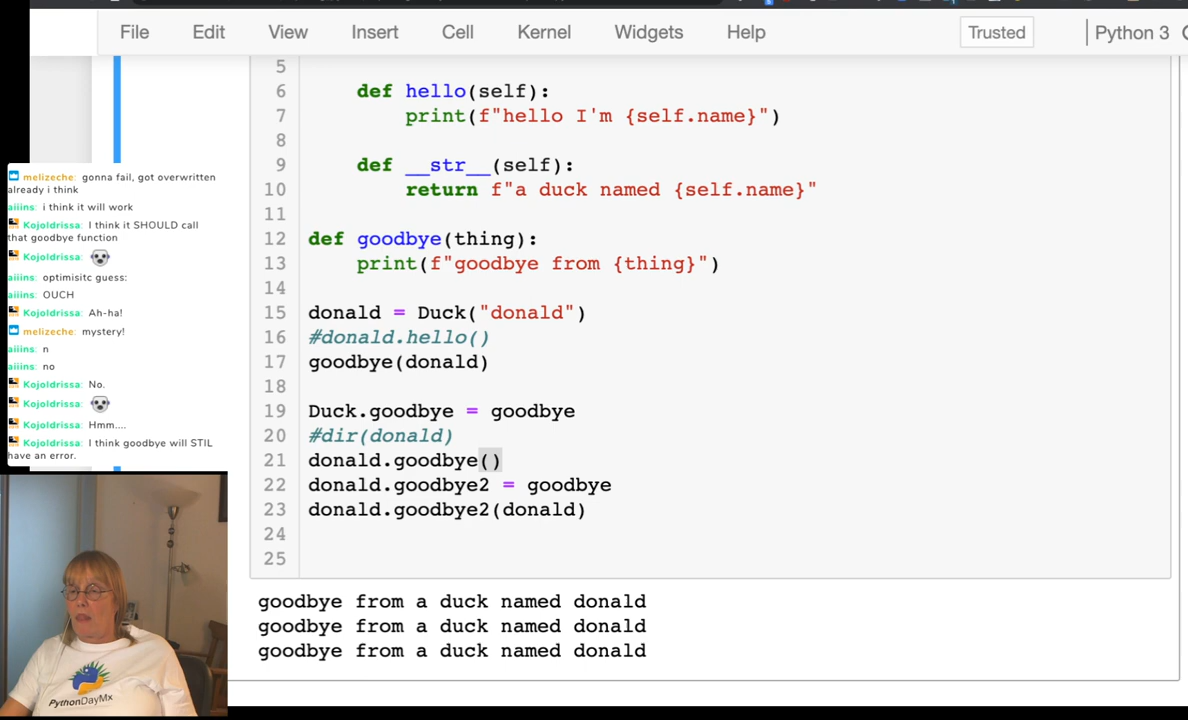 File Edit View Insert Cell Kernel Widgets Help Trusted Python 3
5
6 def hello(self):
7 print(f"hello I'm {self.name}")
8
9 def __str__(self):
10 return f"a duck named {self.name}"
11
12 def goodbye(thing):
13 print(f"goodbye from {thing}")
14
15 donald = Duck("donald")
16 #donald.hello()
17 goodbye(donald)
18
19 Duck.goodbye = goodbye
20 #dir(donald)
21 donald.goodbye()
22 donald.goodbye2 = goodbye
23 donald.goodbye2(donald)
24
25
goodbye from a duck named donald
goodbye from a duck named donald
goodbye from a duck named donald
melizeche: gonna fail, got overwritten
already i think
aiiins: i think it will work
Kojoldrissa: I think it SHOULD call
that goodbye function
Kojoldrissa:
aiiins: optimisitc guess:
aiiins: OUCH
Kojoldrissa: Ah-ha!
melizeche: mystery!
aiiins: n
aiiins: no
Kojoldrissa: No.
Kojoldrissa:
Kojoldrissa: Hmm....
Kojoldrissa: I think goodbye will STIL
have an error.
PythonDayMx